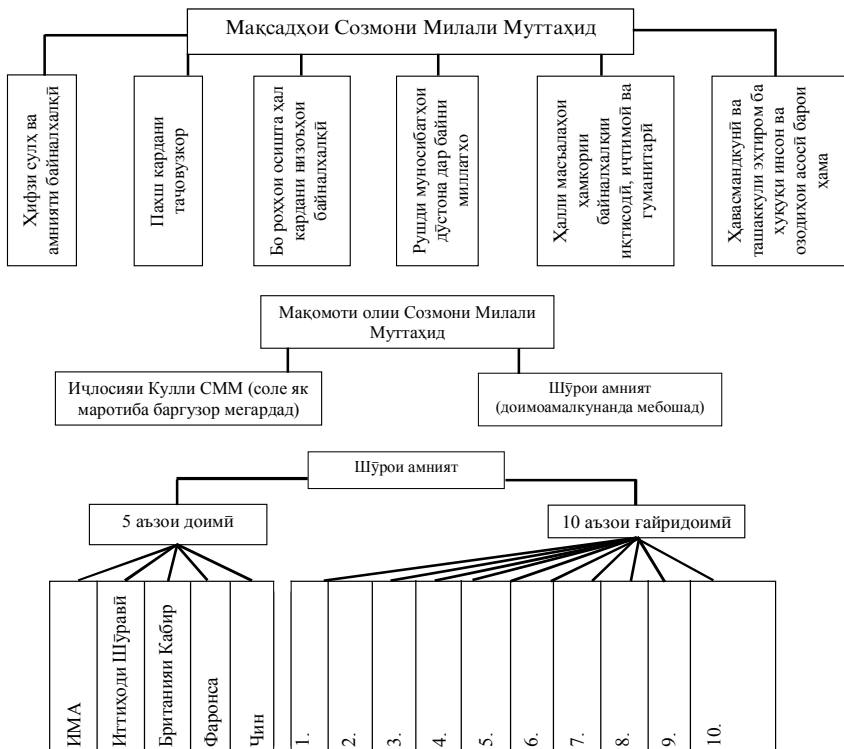 Мақсадҳои Созмони Милали Муттаҳид
Ҳифзи сулҳ ва
амнияти байналхалқӣ
Пахш кардани
таҷовузкор
Бо роҳҳои осишта ҳал
кардани низоъҳои
байналхалқӣ
Рушди муносибатҳои
дӯстона дар байни
миллатхо
Ҳалли масъалаҳои
ҳамкории
байналхалқии
иқтисодӣ, иҷтимоӣ ва
гуманитарӣ
Ҳавасмандкунӣ ва
ташаккули эҳтиром ба
ҳуқуқи инсон ва
озодиҳои асосӣ барои
ҳама
Мақомоти олии Созмони Милали
Муттаҳид
Иҷлосияи Кулли СММ (соле як
маротиба баргузор мегардад)
Шӯрои амният
(доимоамалкунанда мебошад)
Шӯрои амният
5 аъзои доимӣ
10 аъзои ғайридоимӣ
ИМА
Иттиҳоди Шӯравӣ
Британияи Кабир
Фаронса
Чин
1.
2.
3.
4.
5.
6.
7.
8.
9.
10.